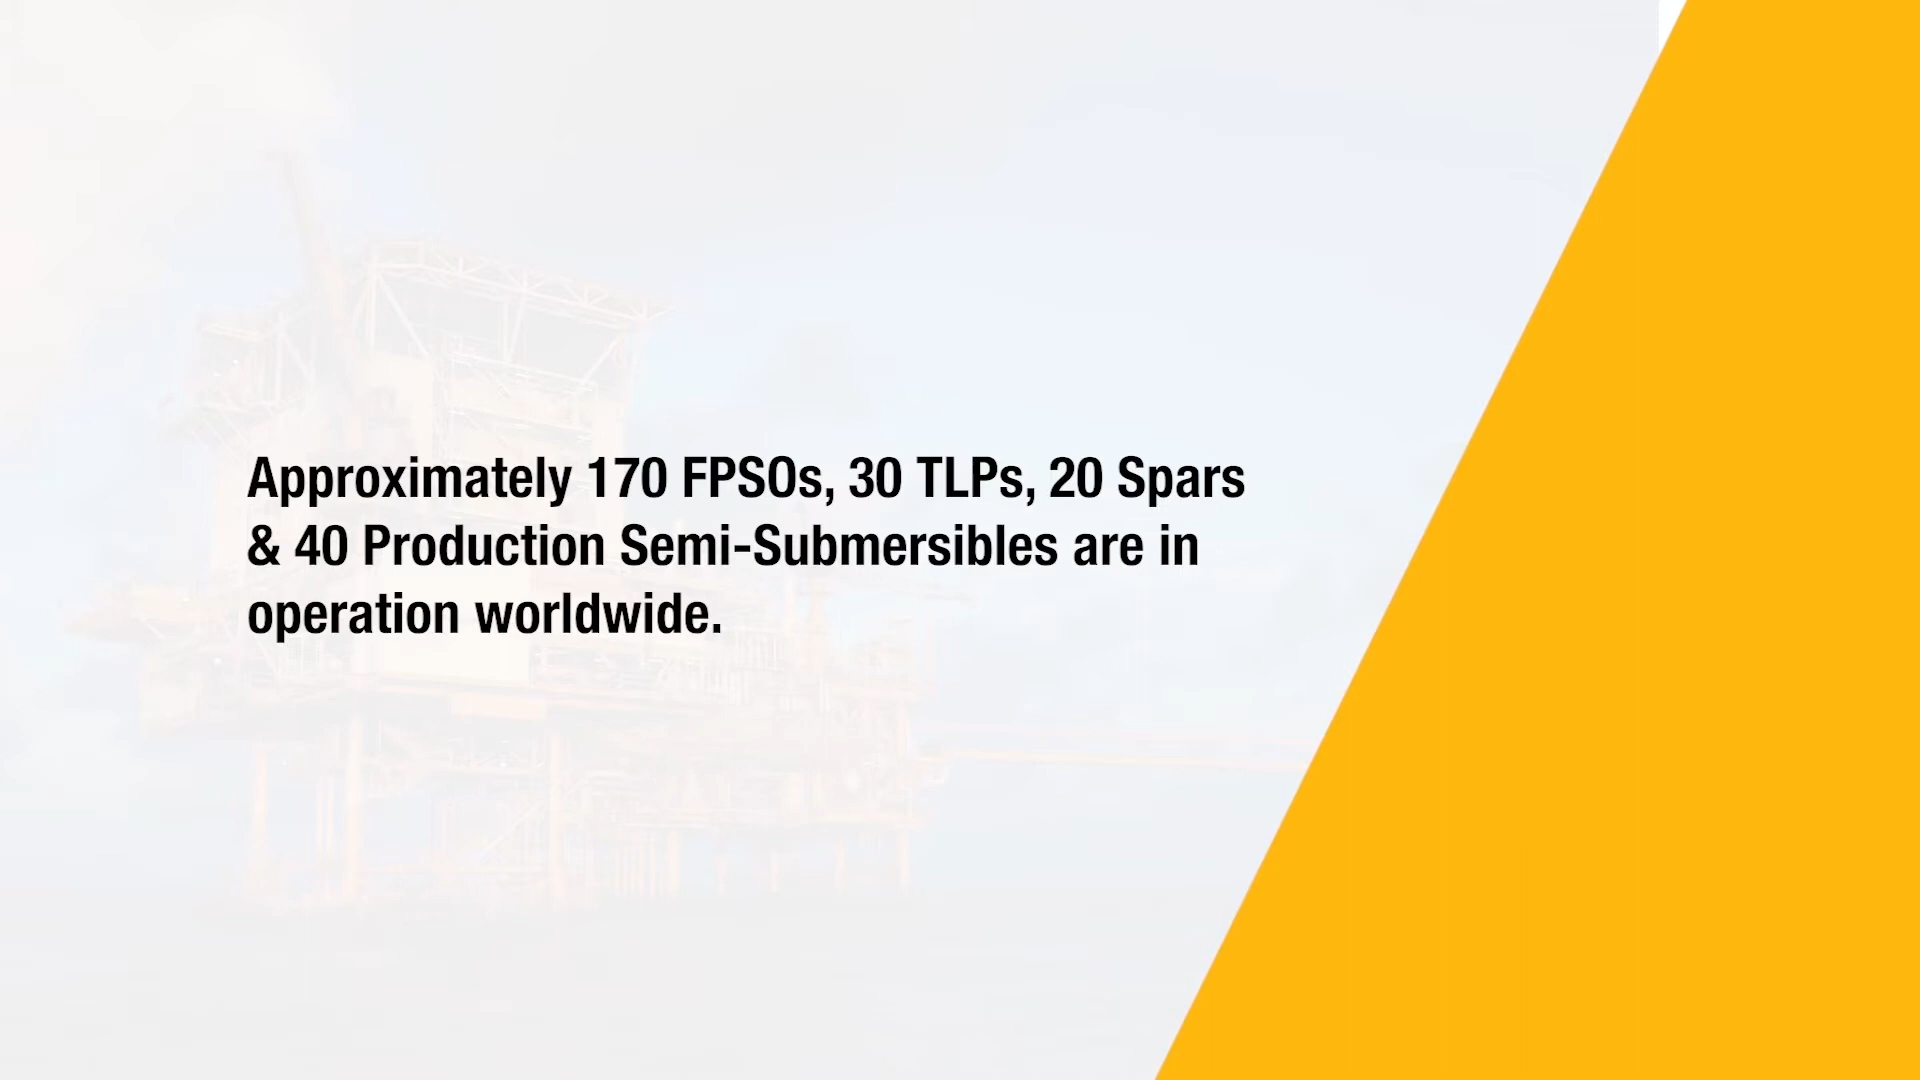 Approximately 170 FPSOs, 30 TLPs, 20 Spars
& 40 Production Semi-Submersibles are in
operation worldwide.